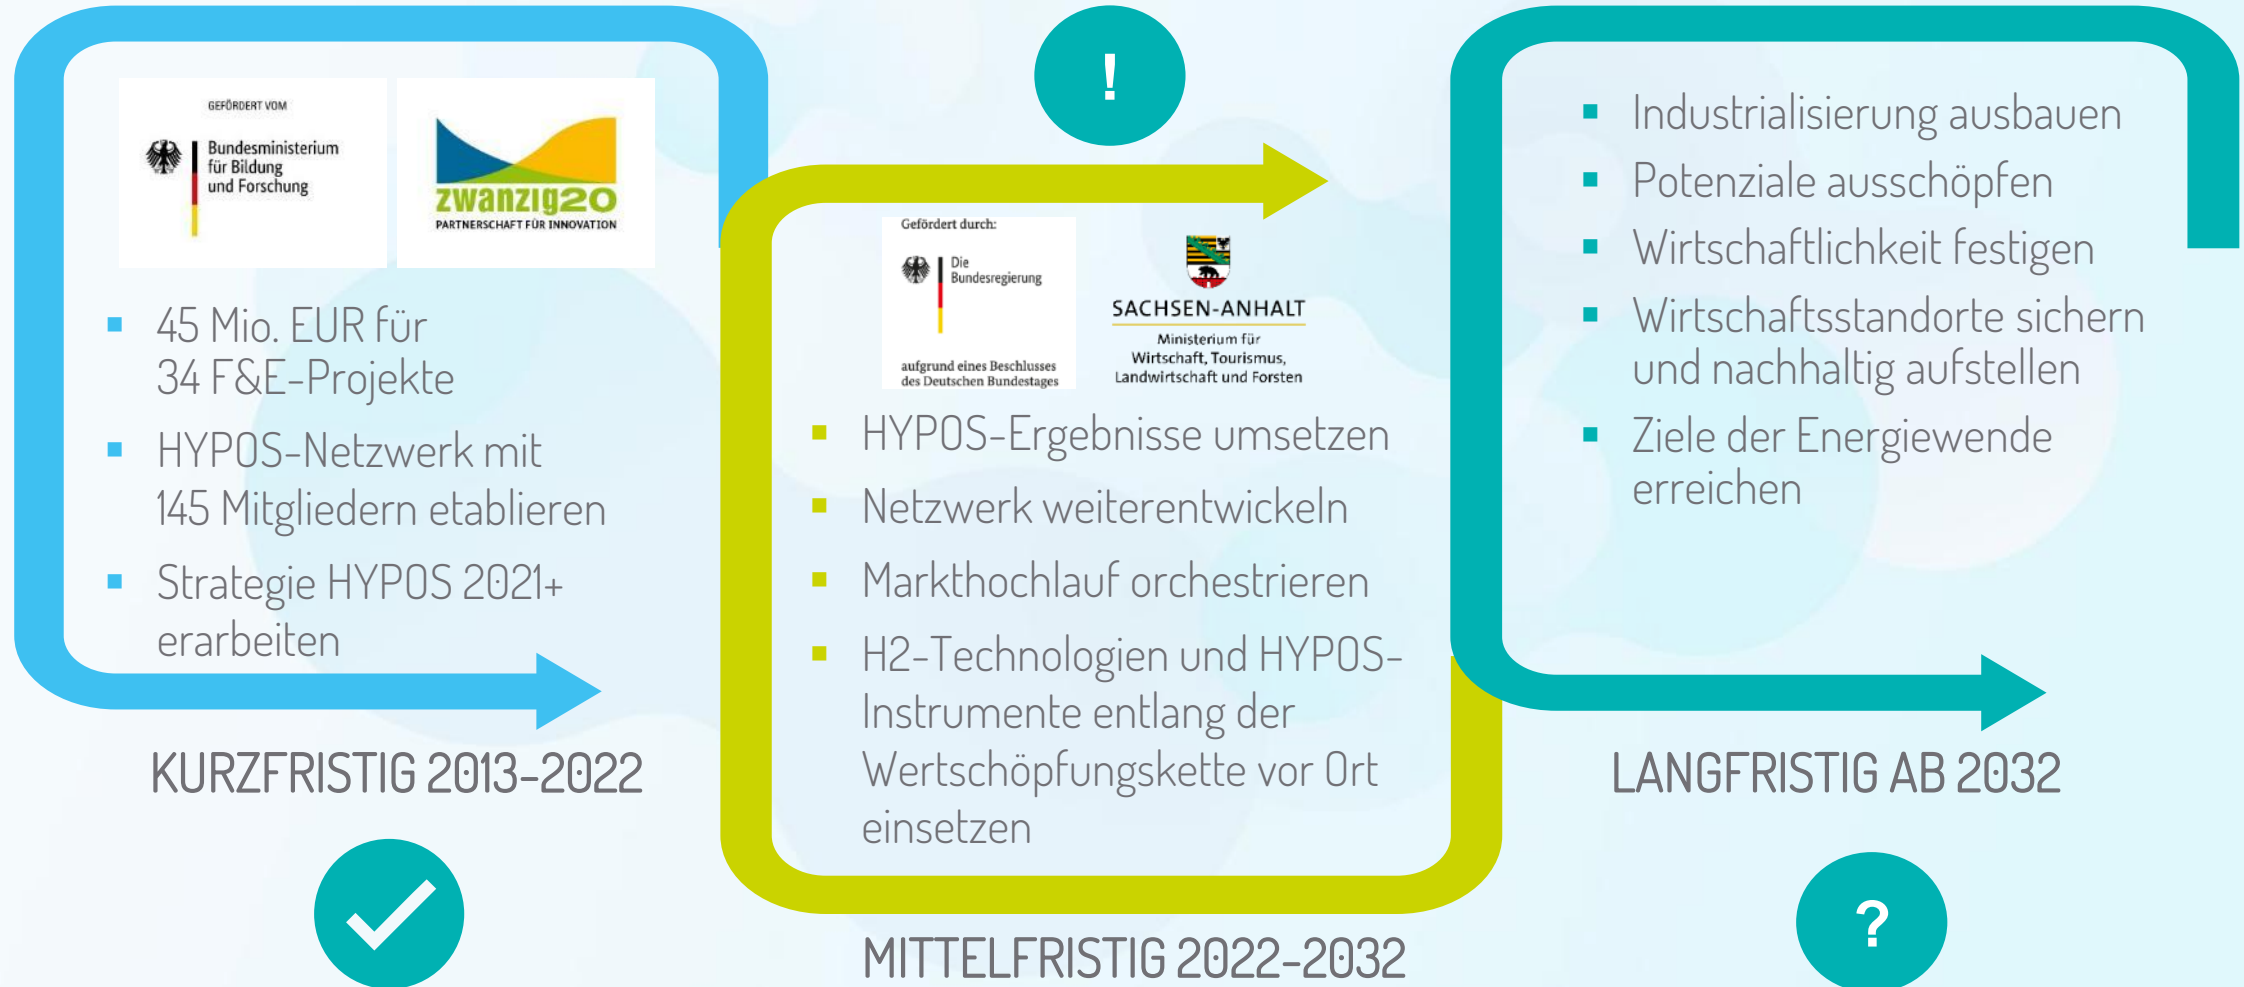 GEFÖRDERT VOM
Bundesministerium
für Bildung
und Forschung
zwanzig20
PARTNERSCHAFT FÜR INNOVATION
▪ 45 Mio. EUR für
34 F&E-Projekte
▪ HYPOS-Netzwerk mit
145 Mitgliedern etablieren
▪ Strategie HYPOS 2021+
erarbeiten
KURZFRISTIG 2013-2022
!
Gefördert durch:
Die
Bundesregierung
aufgrund eines Beschlusses
des Deutschen Bundestages
SACHSEN-ANHALT
Ministerium für
Wirtschaft, Tourismus,
Landwirtschaft und Forsten
▪ HYPOS-Ergebnisse umsetzen
▪ Netzwerk weiterentwickeln
▪ Markthochlauf orchestrieren
▪ H2-Technologien und HYPOS-
Instrumente entlang der
Wertschöpfungskette vor Ort
einsetzen
MITTELFRISTIG 2022-2032
▪ Industrialisierung ausbauen
▪ Potenziale ausschöpfen
▪ Wirtschaftlichkeit festigen
▪ Wirtschaftsstandorte sichern
und nachhaltig aufstellen
▪ Ziele der Energiewende
erreichen
LANGFRISTIG AB 2032
?